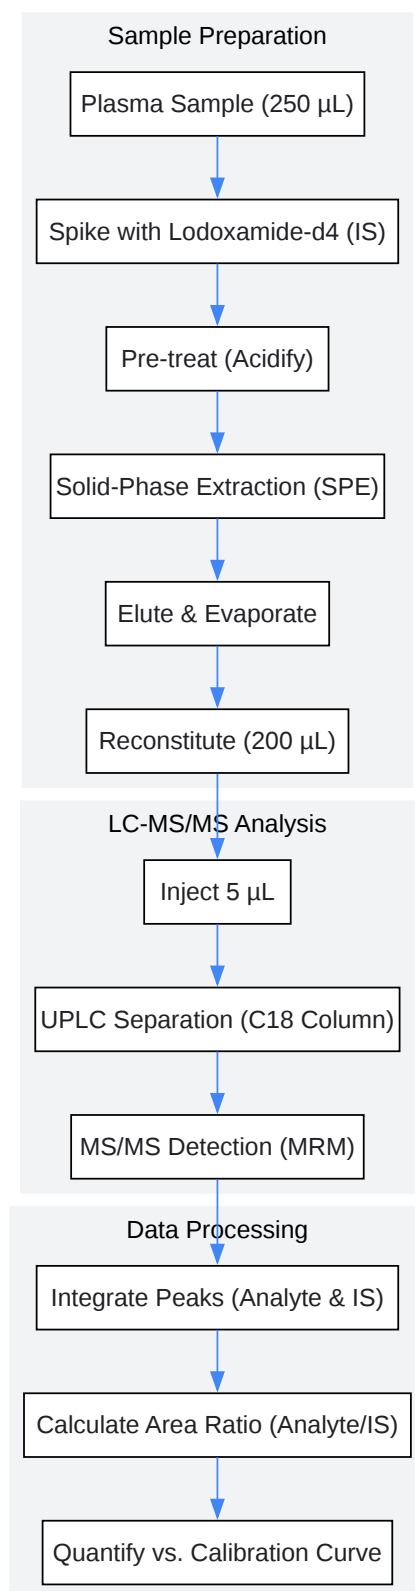 Sample Preparation
Plasma Sample (250 µL)
Spike with Lodoxamide-d4 (IS)
Pre-treat (Acidify)
Solid-Phase Extraction (SPE)
Elute & Evaporate
Reconstitute (200 µL)
LC-MS/MS Analysis
Inject 5 µL
UPLC Separation (C18 Column)
MS/MS Detection (MRM)
Data Processing
Integrate Peaks (Analyte & IS)
Calculate Area Ratio (Analyte/IS)
Quantify vs. Calibration Curve